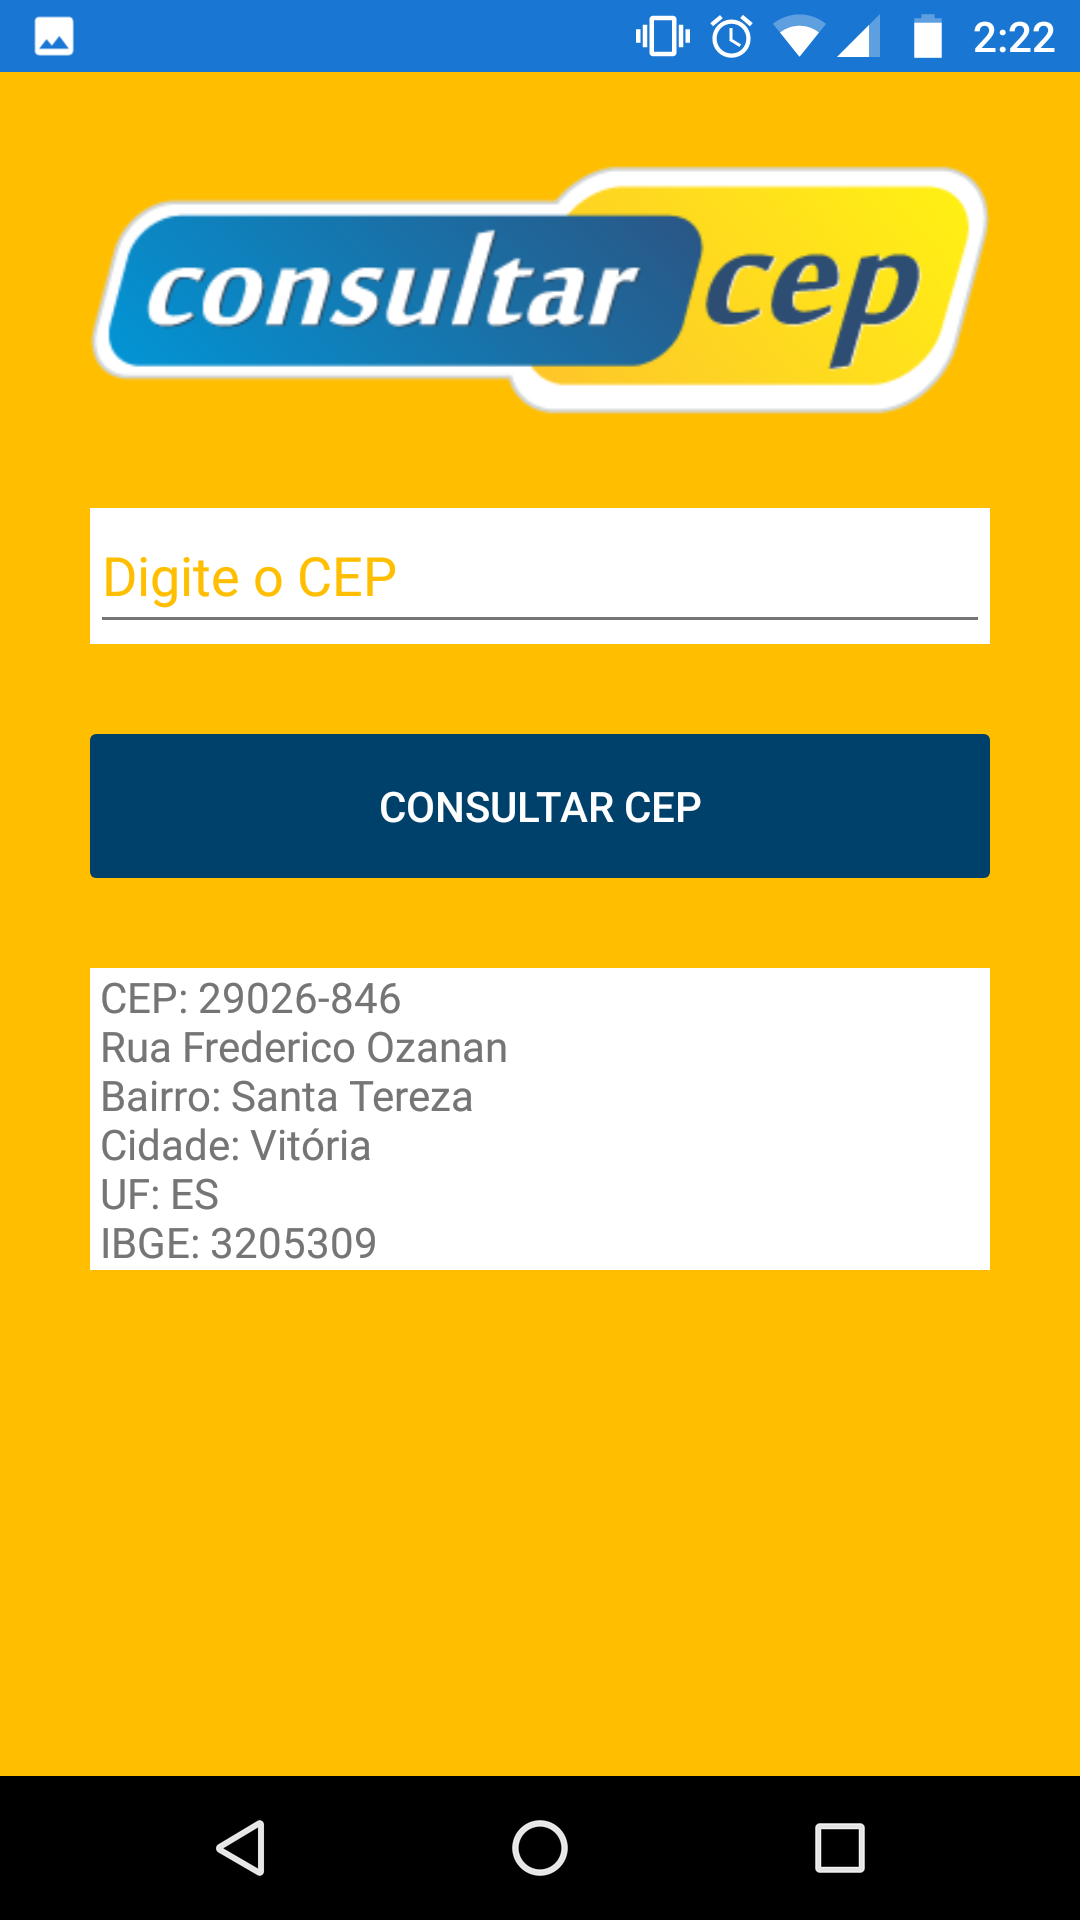 2:22
consultar cep
Digite o CEP
CONSULTAR CEP
CEP: 29026-846
Rua Frederico Ozanan
Bairro: Santa Tereza
Cidade: Vitória
UF: ES
IBGE: 3205309